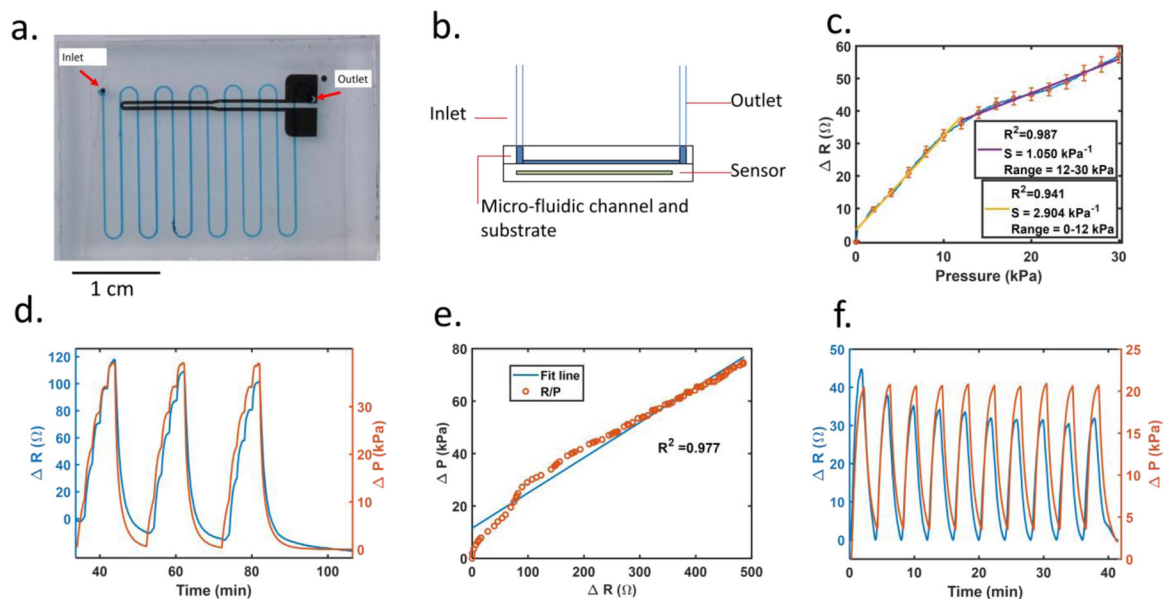 a.
Inlet
Outlet
1 cm
b.
Inlet
Outlet
Sensor
Micro-fluidic channel and
substrate
c.
60
50
40
30
20
10
0
Δ R (Ω)
R²=0.987
S = 1.050 kPa⁻¹
Range = 12-30 kPa
R²=0.941
S = 2.904 kPa⁻¹
Range = 0-12 kPa
0 10 20 30
Pressure (kPa)
d.
120
100
80
60
40
20
0
Δ R (Ω)
30
20
10
0
Δ P (kPa)
40 60 80 100
Time (min)
e.
80
60
40
20
0
Δ P (kPa)
Fit line
R/P
R² =0.977
0 100 200 300 400 500
Δ R (Ω)
f.
50
40
30
20
10
0
Δ R (Ω)
25
20
15
10
5
0
Δ P (kPa)
0 10 20 30 40
Time (min)